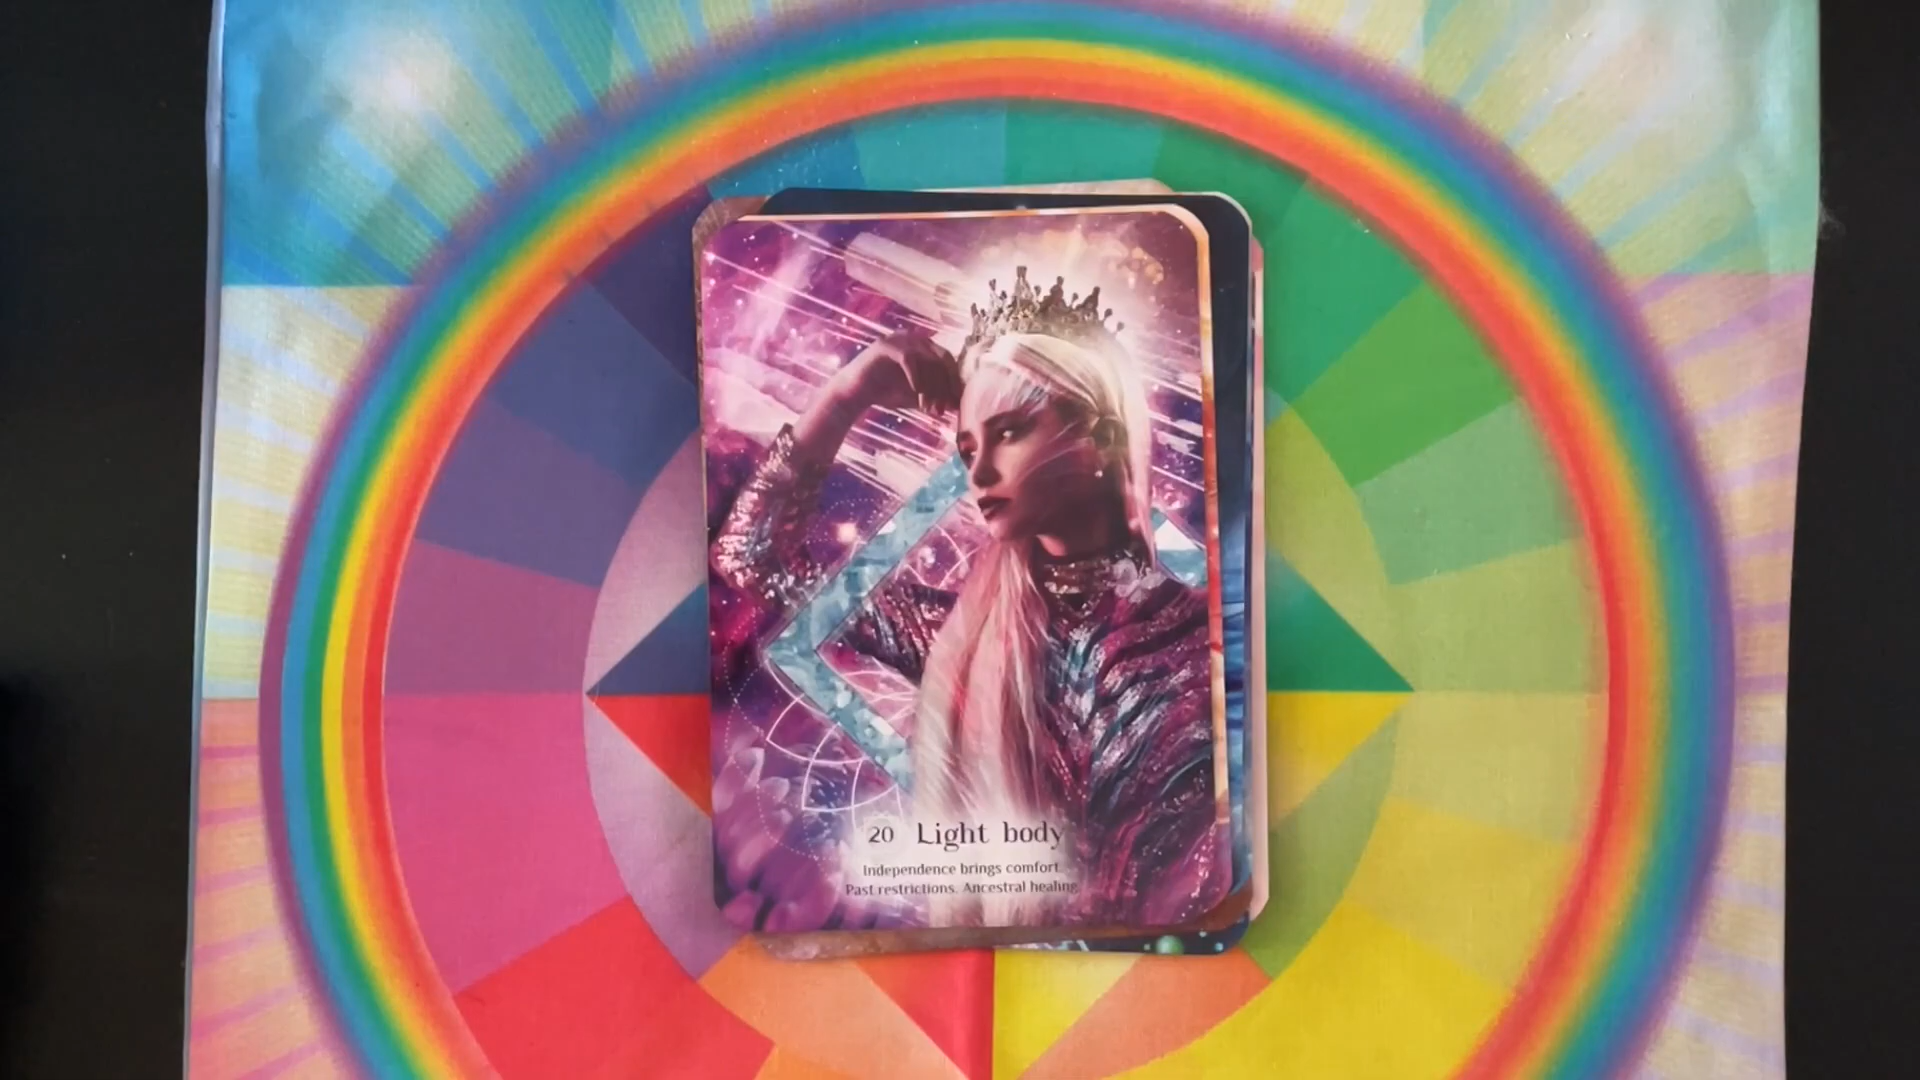 20 Light body
Independence brings comfort.
Past restrictions. Ancestral healing